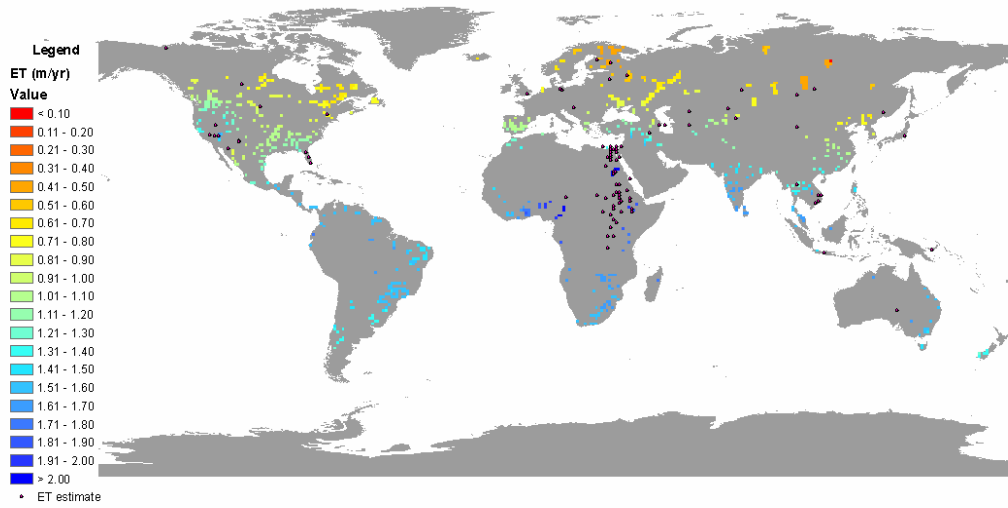 Legend
ET (m/yr)
Value
< 0.10
0.11 - 0.20
0.21 - 0.30
0.31 - 0.40
0.41 - 0.50
0.51 - 0.60
0.61 - 0.70
0.71 - 0.80
0.81 - 0.90
0.91 - 1.00
1.01 - 1.10
1.11 - 1.20
1.21 - 1.30
1.31 - 1.40
1.41 - 1.50
1.51 - 1.60
1.61 - 1.70
1.71 - 1.80
1.81 - 1.90
1.91 - 2.00
> 2.00
ET estimate